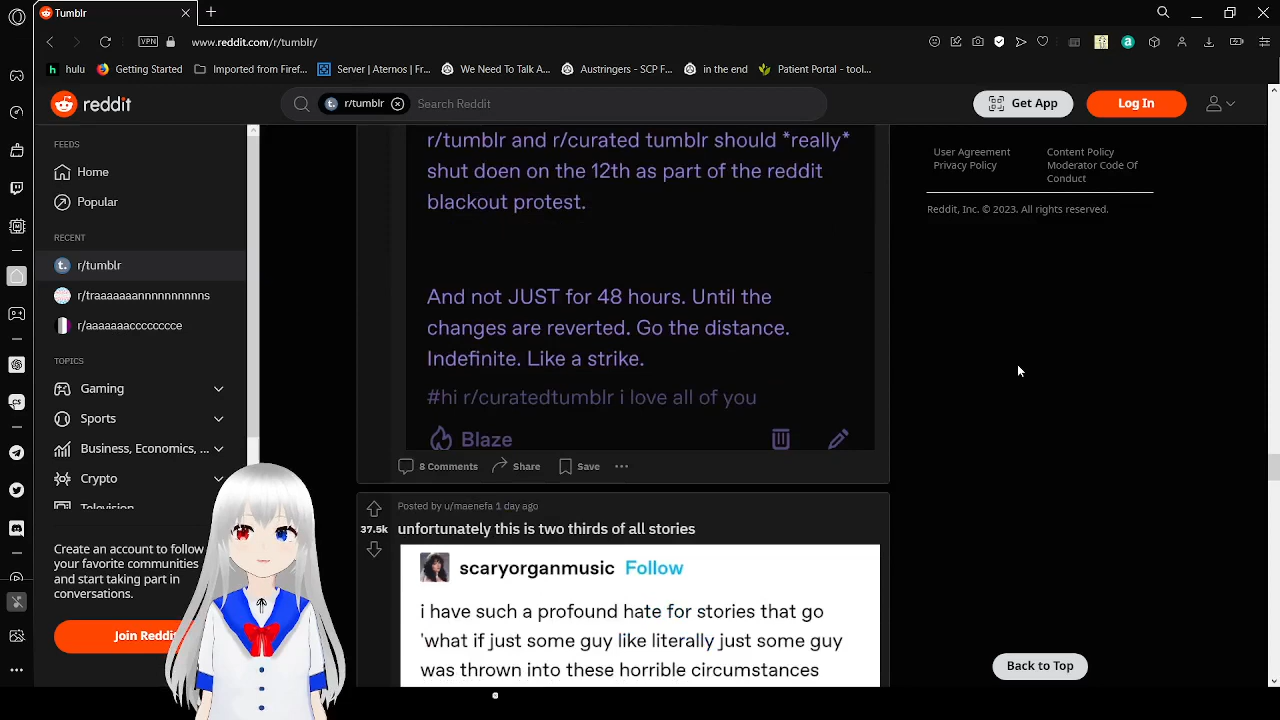 Tumblr
VPN
www.reddit.com/r/tumblr/
hulu
Getting Started
Imported from Firef...
Server | Aternos | Fr...
We Need To Talk A...
Austringers - SCP F...
in the end
Patient Portal - tool...
reddit
r/tumblr
Search Reddit
Get App
Log In
FEEDS
Home
Popular
RECENT
r/tumblr
r/traaaaaaannnnnnnnnns
r/aaaaaaacccccccce
TOPICS
Gaming
Sports
Business, Economics, ...
Crypto
Television
Create an account to follow
your favorite communities
and start taking part in
conversations.
Join Reddit
r/tumblr and r/curated tumblr should *really*
shut doen on the 12th as part of the reddit
blackout protest.
And not JUST for 48 hours. Until the
changes are reverted. Go the distance.
Indefinite. Like a strike.
#hi r/curatedtumblr i love all of you
Blaze
8 Comments
Share
Save
Posted by u/maenefa 1 day ago
37.5k
unfortunately this is two thirds of all stories
scaryorganmusic Follow
i have such a profound hate for stories that go
'what if just some guy like literally just some guy
was thrown into these horrible circumstances
User Agreement
Privacy Policy
Content Policy
Moderator Code Of
Conduct
Reddit, Inc. © 2023. All rights reserved.
Back to Top